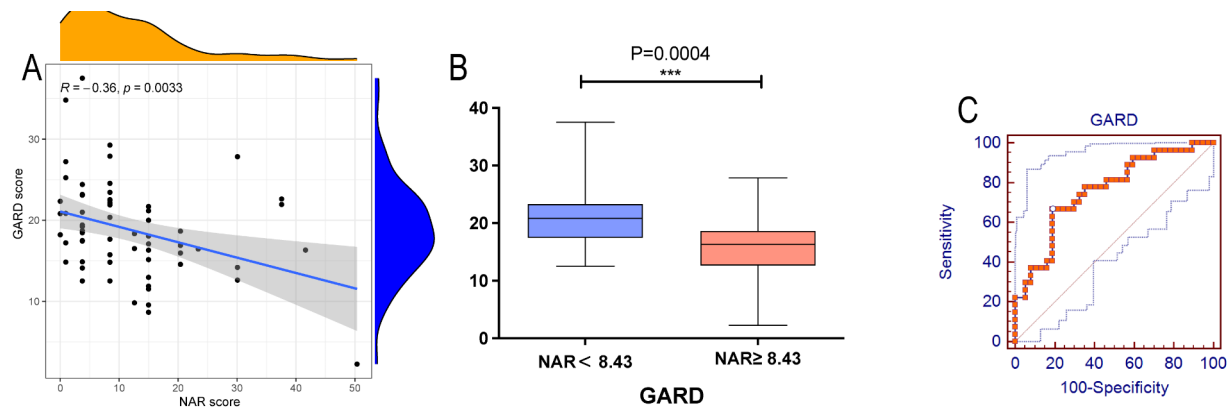 A
R = −0.36, p = 0.0033
GARD score
30
20
10
0
10
20
30
40
50
NAR score
B
P=0.0004
***
40
30
20
10
0
NAR < 8.43
NAR≥ 8.43
GARD
C
GARD
Sensitivity
100
80
60
40
20
0
0
20
40
60
80
100
100-Specificity